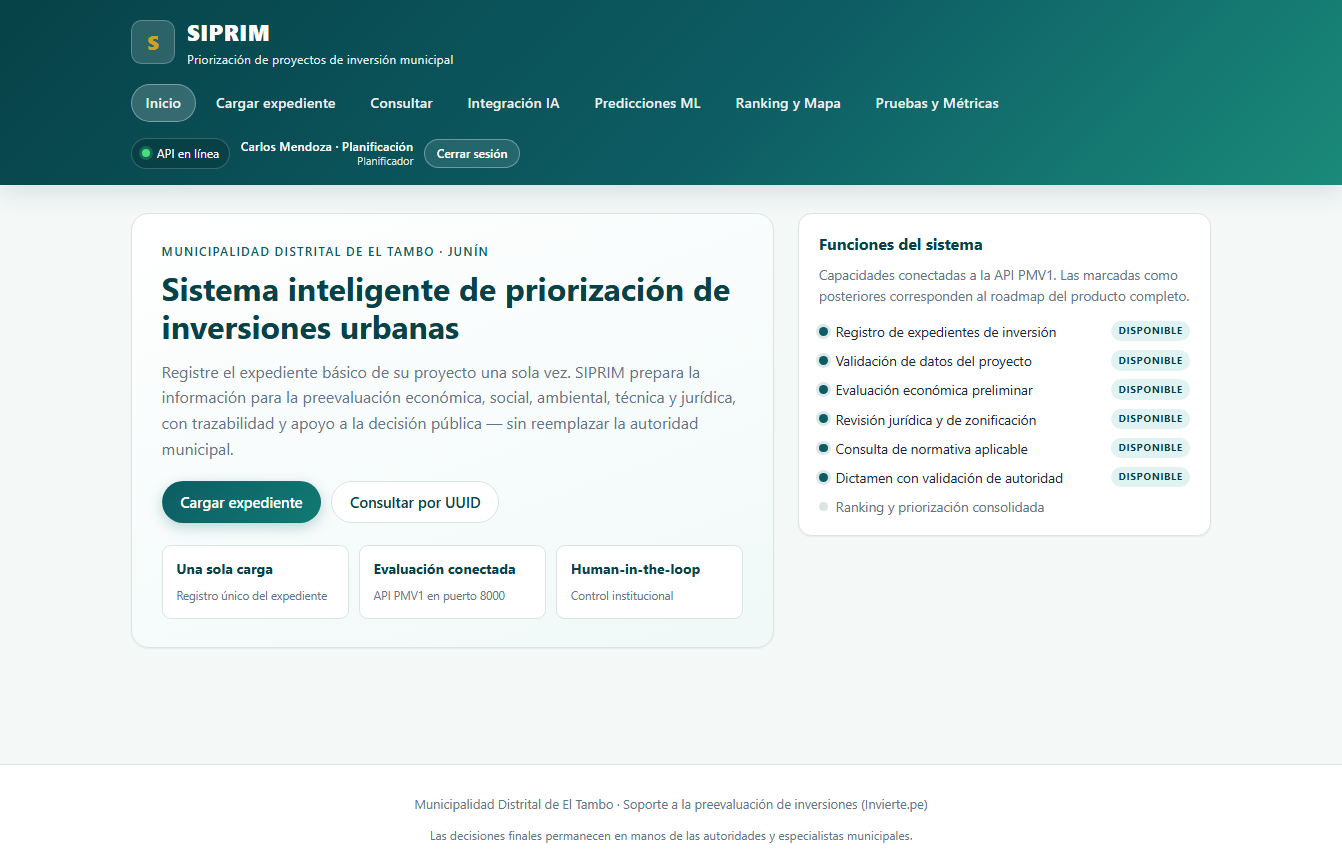 S
SIPRIM
Priorización de proyectos de inversión municipal
Inicio
Cargar expediente
Consultar
Integración IA
Predicciones ML
Ranking y Mapa
Pruebas y Métricas
API en línea
Carlos Mendoza · Planificación
Planificador
Cerrar sesión
MUNICIPALIDAD DISTRITAL DE EL TAMBO · JUNÍN
Sistema inteligente de priorización de
inversiones urbanas
Registre el expediente básico de su proyecto una sola vez. SIPRIM prepara la
información para la preevaluación económica, social, ambiental, técnica y jurídica,
con trazabilidad y apoyo a la decisión pública — sin reemplazar la autoridad
municipal.
Cargar expediente
Consultar por UUID
Una sola carga
Registro único del expediente
Evaluación conectada
API PMV1 en puerto 8000
Human-in-the-loop
Control institucional
Funciones del sistema
Capacidades conectadas a la API PMV1. Las marcadas como
posteriores corresponden al roadmap del producto completo.
Registro de expedientes de inversión DISPONIBLE
Validación de datos del proyecto DISPONIBLE
Evaluación económica preliminar DISPONIBLE
Revisión jurídica y de zonificación DISPONIBLE
Consulta de normativa aplicable DISPONIBLE
Dictamen con validación de autoridad DISPONIBLE
Ranking y priorización consolidada
Municipalidad Distrital de El Tambo · Soporte a la preevaluación de inversiones (Invierte.pe)
Las decisiones finales permanecen en manos de las autoridades y especialistas municipales.